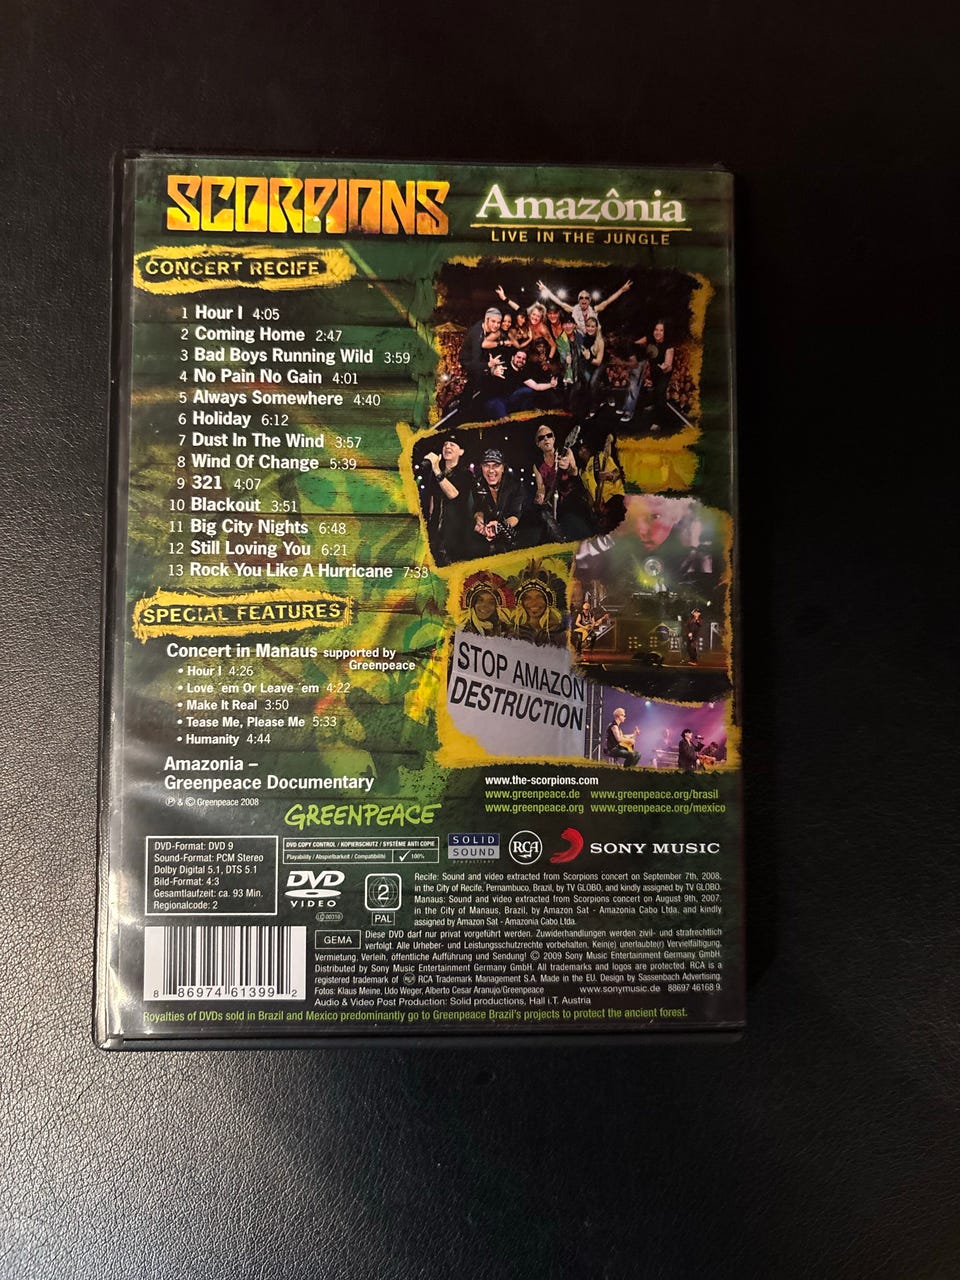 SCORPIONS
Amazônia
LIVE IN THE JUNGLE
CONCERT RECIFE
1 Hour I 4:05
2 Coming Home 2:47
3 Bad Boys Running Wild 3:59
4 No Pain No Gain 4:01
5 Always Somewhere 4:40
6 Holiday 6:12
7 Dust In The Wind 3:57
8 Wind Of Change 5:39
9 321 4:07
10 Blackout 3:51
11 Big City Nights 6:48
12 Still Loving You 6:21
13 Rock You Like A Hurricane 7:33
SPECIAL FEATURES
Concert in Manaus supported by
Greenpeace
• Hour I 4:26
• Love ´em Or Leave ´em 4:22
• Make It Real 3:50
• Tease Me, Please Me 5:33
• Humanity 4:44
Amazonia –
Greenpeace Documentary
℗ & © Greenpeace 2008
GREENPEACE
STOP AMAZON
DESTRUCTION
www.the-scorpions.com
www.greenpeace.de www.greenpeace.org/brasil
www.greenpeace.org www.greenpeace.org/mexico
DVD-Format: DVD 9
Sound-Format: PCM Stereo
Dolby Digital 5.1, DTS 5.1
Bild-Format: 4:3
Gesamtlaufzeit: ca. 93 Min.
Regionalcode: 2
DVD COPY CONTROL / KOPIERSCHUTZ / SYSTÈME ANTI COPIE
Playability / Abspielbarkeit / Compatibilité ✓ 100%
SOLID
SOUND
productions
RCA
SONY MUSIC
DVD
VIDEO
LC 00316
2
PAL
Recife: Sound and video extracted from Scorpions concert on September 7th, 2008,
in the City of Recife, Pernambuco, Brazil, by TV GLOBO, and kindly assigned by TV GLOBO.
Manaus: Sound and video extracted from Scorpions concert on August 9th, 2007,
in the City of Manaus, Brazil, by Amazon Sat - Amazonia Cabo Ltda. and kindly
assigned by Amazon Sat - Amazonia Cabo Ltda.
GEMA
Diese DVD darf nur privat vorgeführt werden. Zuwiderhandlungen werden zivil- und strafrechtlich
verfolgt. Alle Urheber- und Leistungsschutzrechte vorbehalten. Kein(e) unerlaubte(r) Vervielfältigung,
Vermietung, Verleih, öffentliche Aufführung und Sendung! © 2009 Sony Music Entertainment Germany GmbH.
Distributed by Sony Music Entertainment Germany GmbH. All trademarks and logos are protected. RCA is a
registered trademark of RCA Trademark Management S.A. Made in the EU. Design by Sassenbach Advertising.
Fotos: Klaus Meine, Udo Weger, Alberto Cesar Araujo/Greenpeace www.sonymusic.de 88697 46168 9.
Audio & Video Post Production: Solid productions, Hall i.T. Austria
8 86974 61399 2
Royalties of DVDs sold in Brazil and Mexico predominantly go to Greenpeace Brazil's projects to protect the ancient forest.